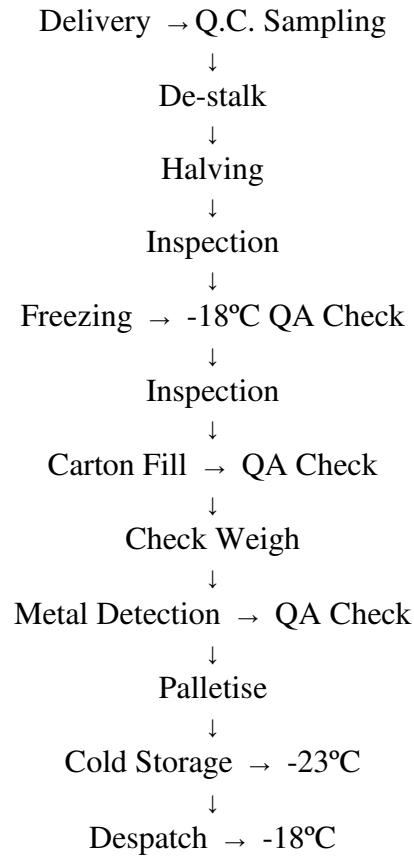 Delivery → Q.C. Sampling
↓
De-stalk
↓
Halving
↓
Inspection
↓
Freezing → -18ºC QA Check
↓
Inspection
↓
Carton Fill → QA Check
↓
Check Weigh
↓
Metal Detection → QA Check
↓
Palletise
↓
Cold Storage → -23ºC
↓
Despatch → -18ºC